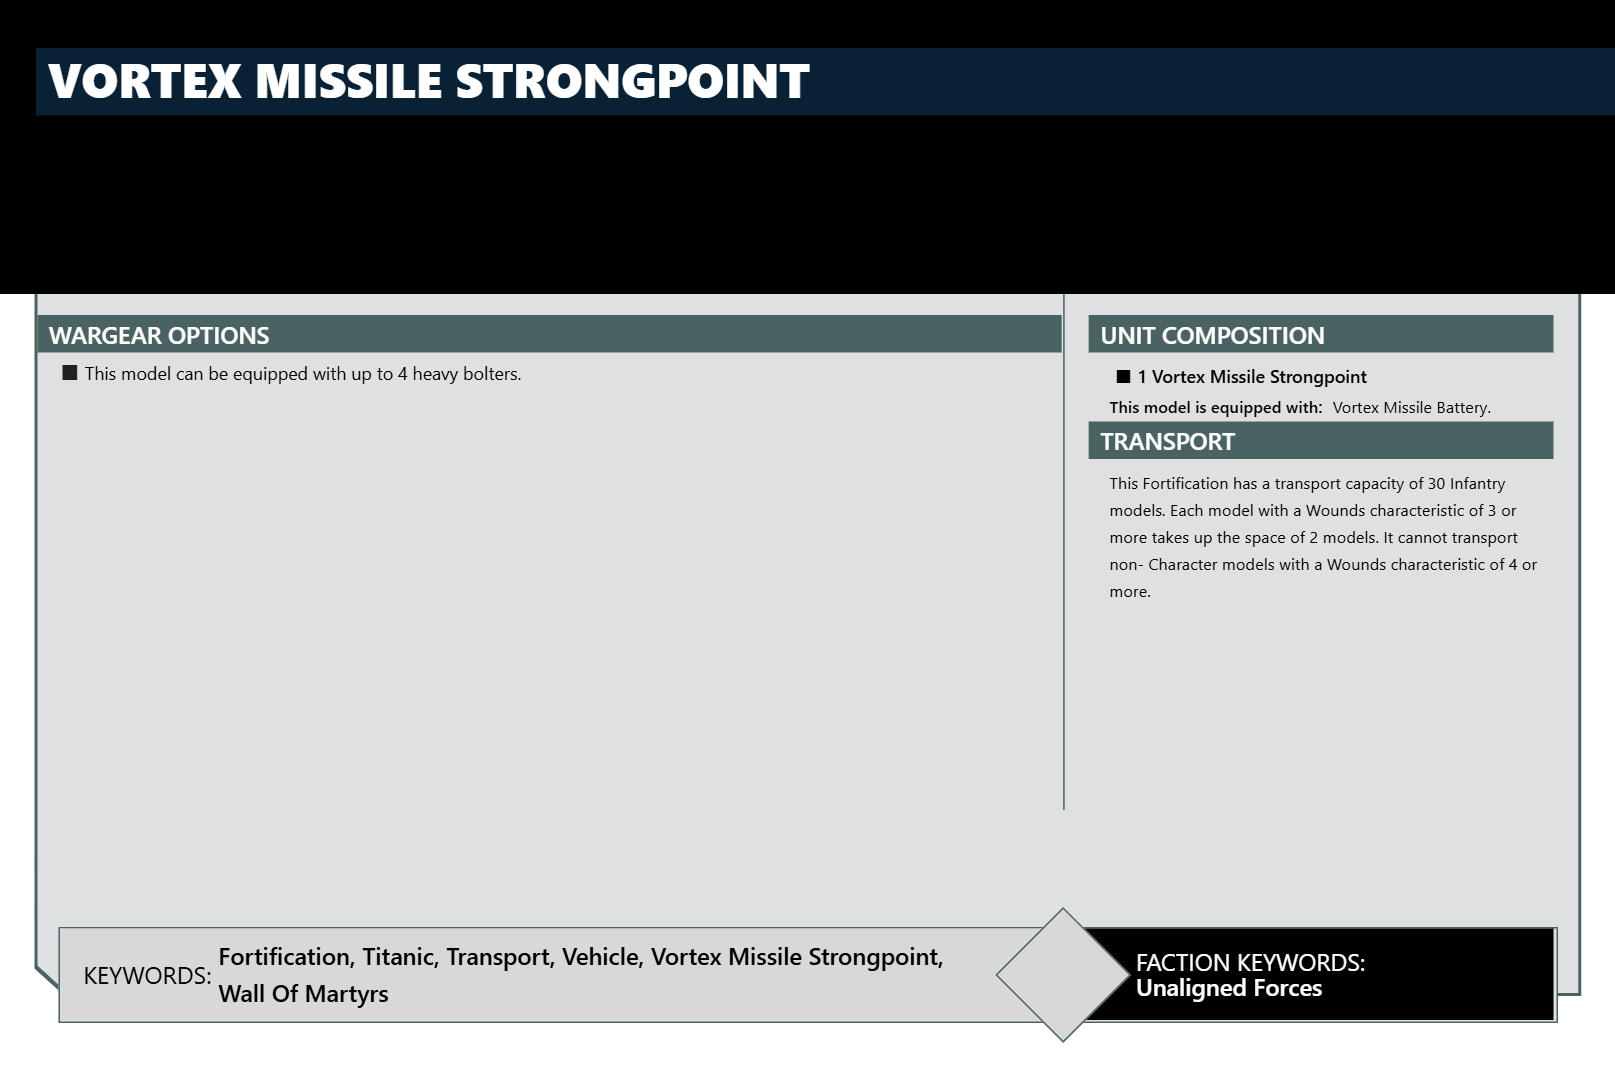 VORTEX MISSILE STRONGPOINT
WARGEAR OPTIONS
■ This model can be equipped with up to 4 heavy bolters.
UNIT COMPOSITION
■ 1 Vortex Missile Strongpoint
This model is equipped with: Vortex Missile Battery.
TRANSPORT
This Fortification has a transport capacity of 30 Infantry
models. Each model with a Wounds characteristic of 3 or
more takes up the space of 2 models. It cannot transport
non- Character models with a Wounds characteristic of 4 or
more.
KEYWORDS: Fortification, Titanic, Transport, Vehicle, Vortex Missile Strongpoint,
Wall Of Martyrs
FACTION KEYWORDS:
Unaligned Forces